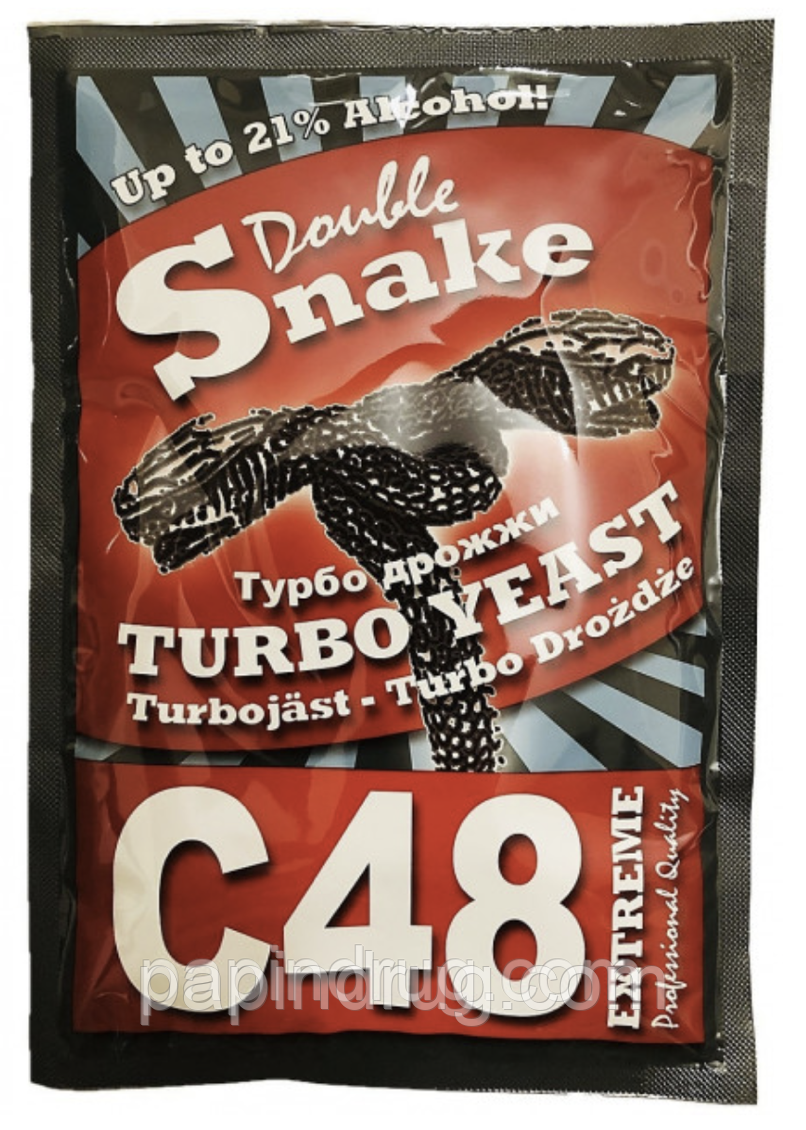 Up to 21% Alcohol!
Double
Snake
Турбо дрожжи
TURBO YEAST
Turbojäst - Turbo Drożdże
C48
EXTREME
Professional Quality
papindrug.com